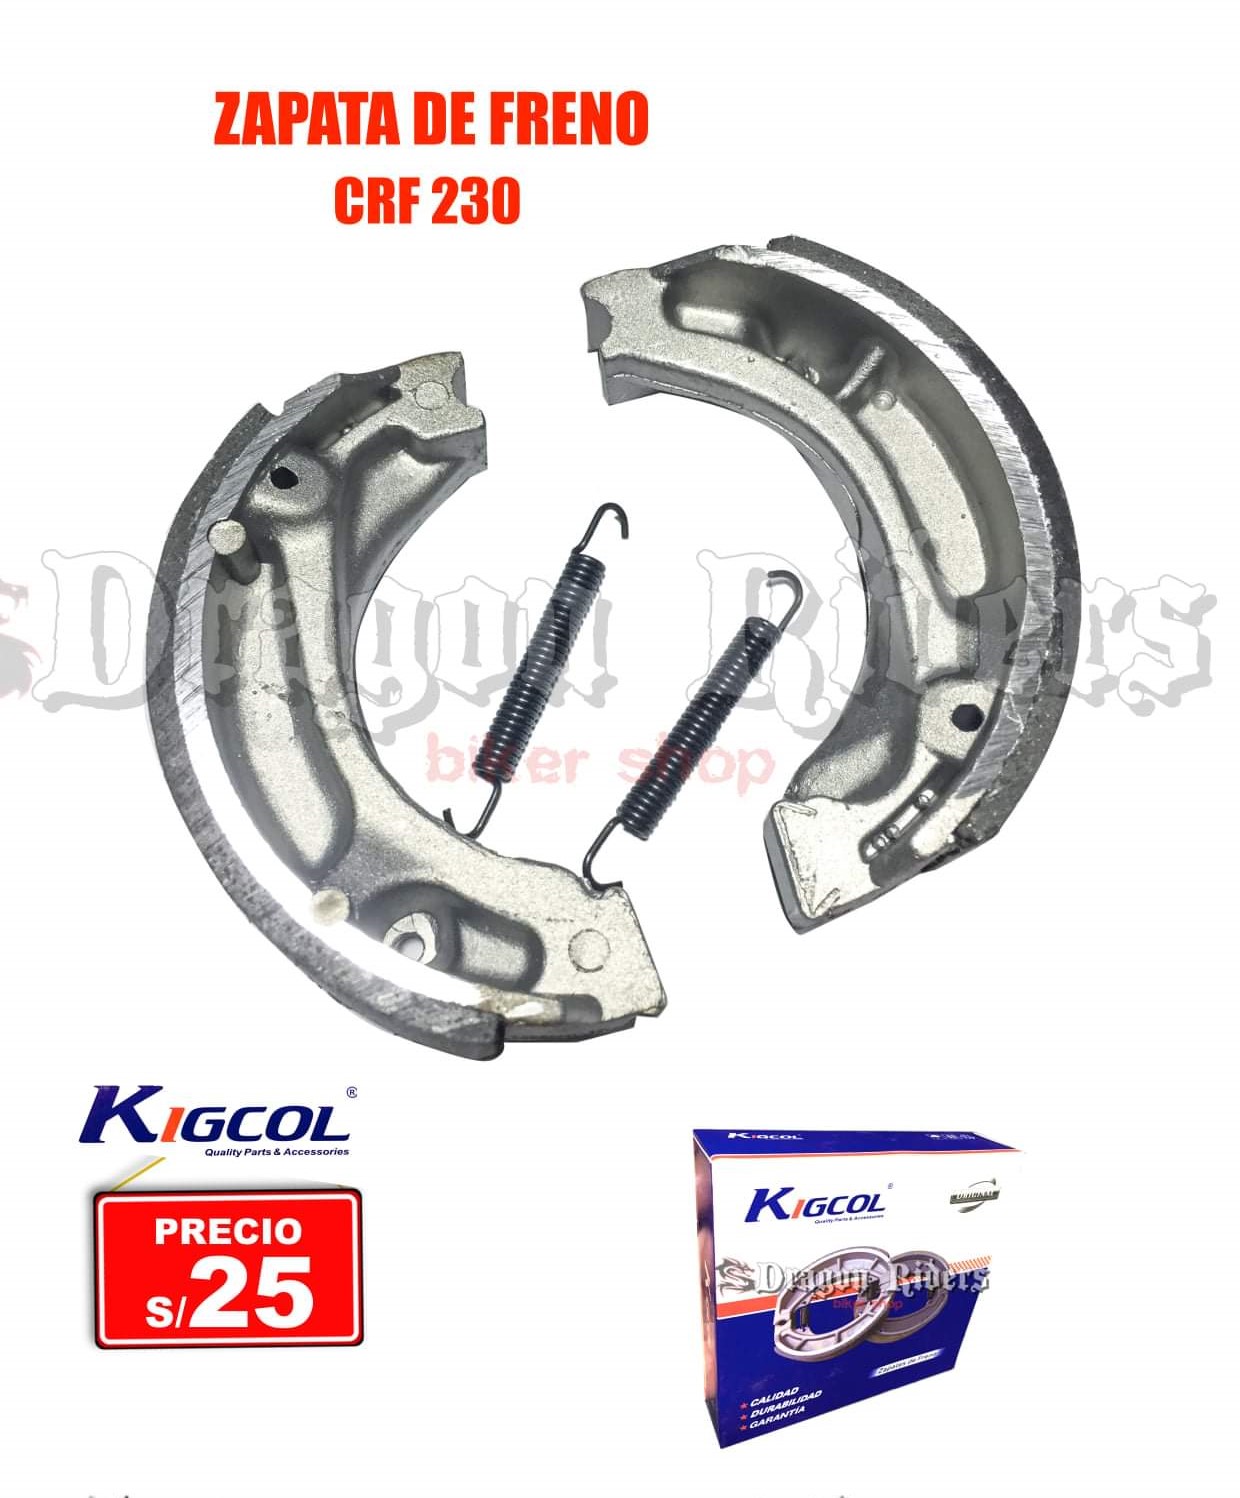 ZAPATA DE FRENO
CRF 230
Dragon Riders
biker shop
KIGCOL ®
Quality Parts & Accessories
PRECIO
S/25
KIGCOL
KIGCOL ®
Quality Parts & Accessories
ORIGINAL
Dragon Riders
biker shop
Zapatas de Freno
★ CALIDAD
★ DURABILIDAD
★ GARANTÍA